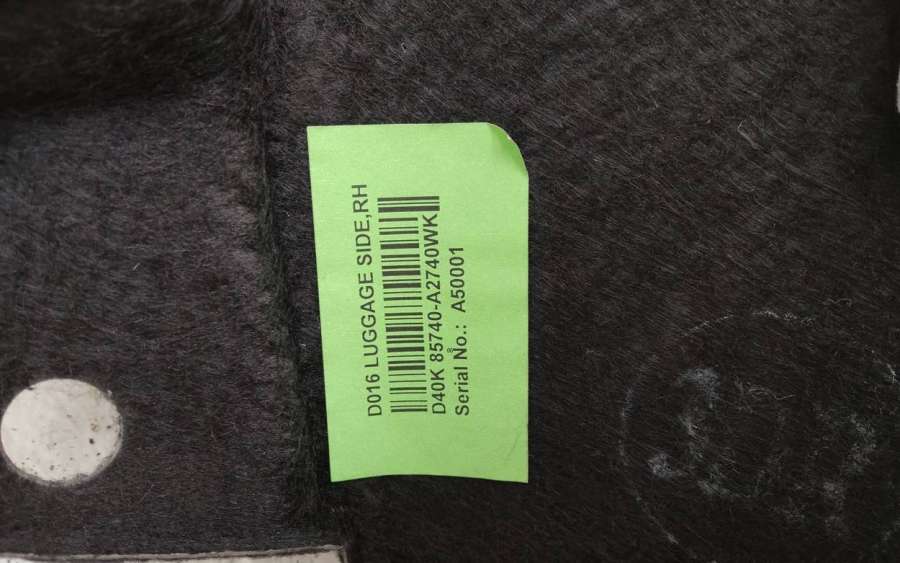 D016 LUGGAGE SIDE,RH
D40K 85740-A2740WK
Serial No.: A50001